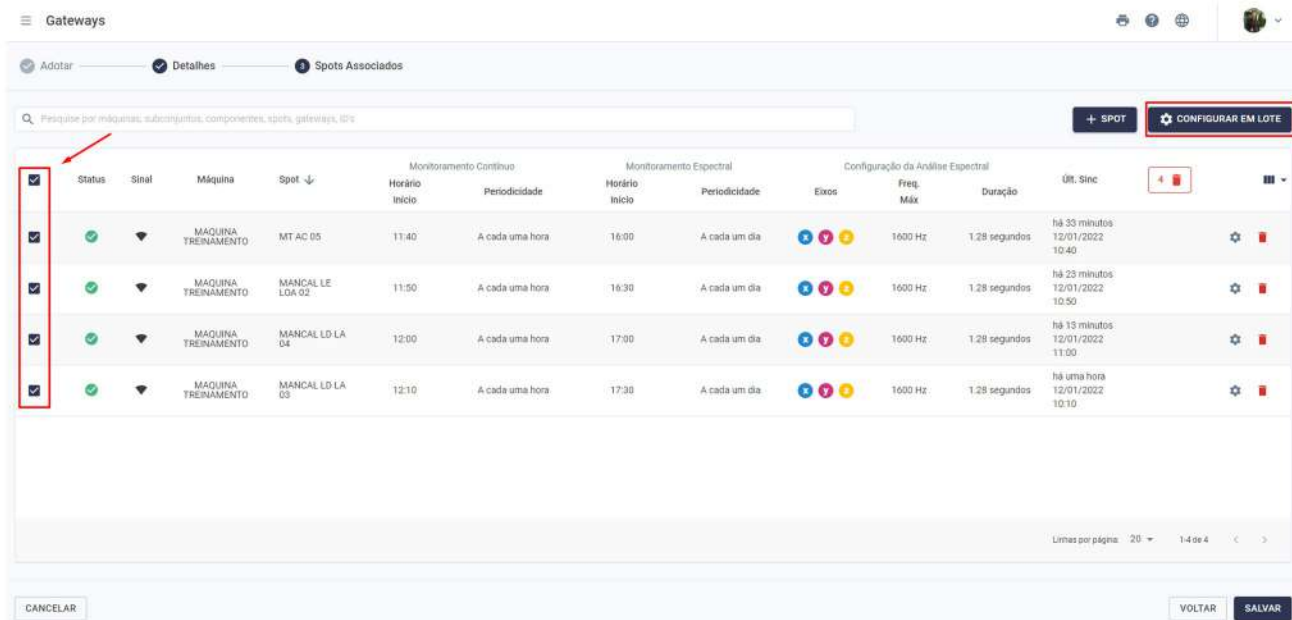 Gateways
Adotar
Detalhes
3 Spots Associados
Pesquise por máquinas, subconjuntos, componentes, spots, gateways, ID's
+ SPOT
CONFIGURAR EM LOTE
Monitoramento Contínuo Monitoramento Espectral Configuração da Análise Espectral
Status Sinal Máquina Spot Horário Início Periodicidade Horário Início Periodicidade Eixos Freq. Máx Duração Últ. Sinc 4
MAQUINA TREINAMENTO MT AC 05 11:40 A cada uma hora 16:00 A cada um dia x y z 1600 Hz 1.28 segundos há 33 minutos 12/01/2022 10:40
MAQUINA TREINAMENTO MANCAL LE LOA 02 11:50 A cada uma hora 16:30 A cada um dia x y z 1600 Hz 1.28 segundos há 23 minutos 12/01/2022 10:50
MAQUINA TREINAMENTO MANCAL LD LA 04 12:00 A cada uma hora 17:00 A cada um dia x y z 1600 Hz 1.28 segundos há 13 minutos 12/01/2022 11:00
MAQUINA TREINAMENTO MANCAL LD LA 03 12:10 A cada uma hora 17:30 A cada um dia x y z 1600 Hz 1.28 segundos há uma hora 12/01/2022 10:10
Linhas por página 20 1-4 de 4
CANCELAR
VOLTAR
SALVAR